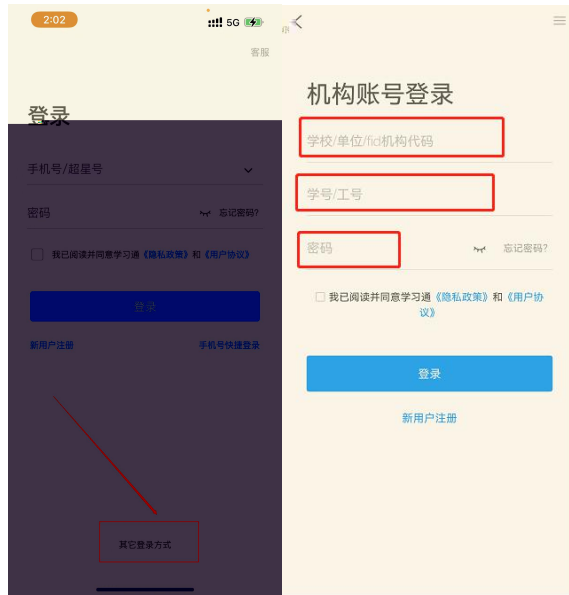 2:02
5G
客服
登录
手机号/超星号
密码
忘记密码?
我已阅读并同意学习通《隐私政策》和《用户协议》
登录
新用户注册
手机号快捷登录
其它登录方式
机构账号登录
学校/单位/fid机构代码
学号/工号
密码
忘记密码?
我已阅读并同意学习通《隐私政策》和《用户协
议》
登录
新用户注册